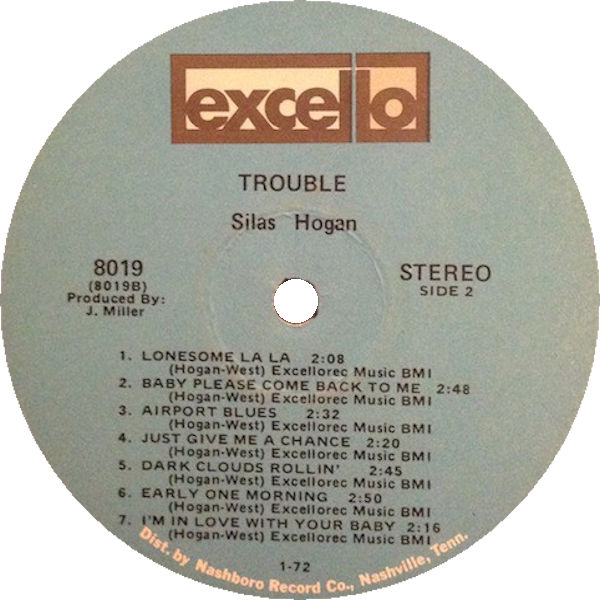 excello
TROUBLE
Silas Hogan
8019
(8019B)
Produced By:
J. Miller
STEREO
SIDE 2
1. LONESOME LA LA 2:08
(Hogan-West) Excellorec Music BMI
2. BABY PLEASE COME BACK TO ME 2:48
(Hogan-West) Excellorec Music BMI
3. AIRPORT BLUES 2:32
(Hogan-West) Excellorec Music BMI
4. JUST GIVE ME A CHANCE 2:20
(Hogan-West) Excellorec Music BMI
5. DARK CLOUDS ROLLIN' 2:45
(Hogan-West) Excellorec Music BMI
6. EARLY ONE MORNING 2:50
(Hogan-West) Excellorec Music BMI
7. I'M IN LOVE WITH YOUR BABY 2:16
(Hogan-West) Excellorec Music BMI
Dist. by Nashboro Record Co., Nashville, Tenn.
1-72